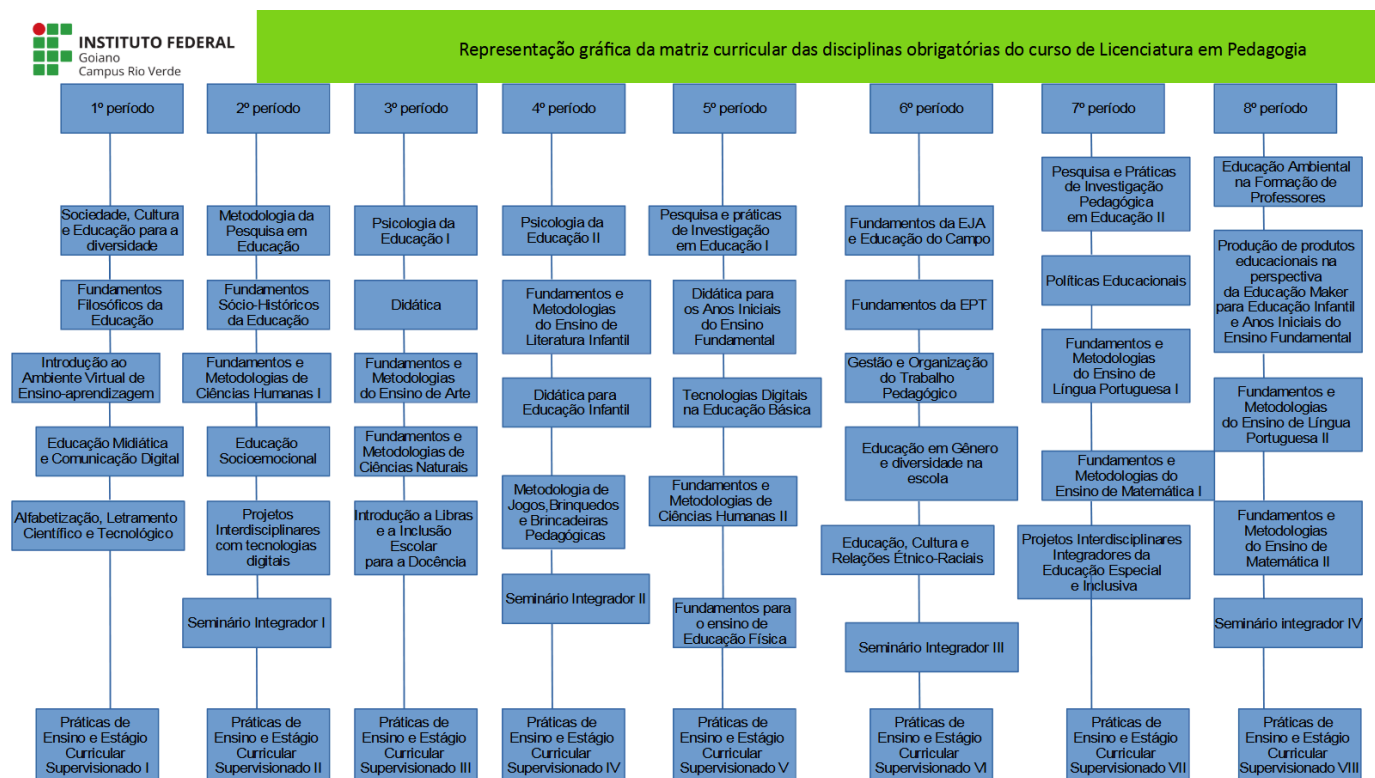 INSTITUTO FEDERAL
Goiano
Campus Rio Verde
Representação gráfica da matriz curricular das disciplinas obrigatórias do curso de Licenciatura em Pedagogia
1º período
Sociedade, Cultura
e Educação para a
diversidade
Fundamentos
Filosóficos da
Educação
Introdução ao
Ambiente Virtual de
Ensino-aprendizagem
Educação Midiática
e Comunicação Digital
Alfabetização, Letramento
Científico e Tecnológico
Práticas de
Ensino e Estágio
Curricular
Supervisionado I
2º período
Metodologia da
Pesquisa em
Educação
Fundamentos
Sócio-Históricos
da Educação
Fundamentos e
Metodologias de
Ciências Humanas I
Educação
Socioemocional
Projetos
Interdisciplinares
com tecnologias
digitais
Seminário Integrador I
Práticas de
Ensino e Estágio
Curricular
Supervisionado II
3º período
Psicologia da
Educação I
Didática
Fundamentos e
Metodologias
do Ensino de Arte
Fundamentos e
Metodologias de
Ciências Naturais
Introdução a Libras
e a Inclusão
Escolar
para a Docência
Práticas de
Ensino e Estágio
Curricular
Supervisionado III
4º período
Psicologia da
Educação II
Fundamentos e
Metodologias
do Ensino de
Literatura Infantil
Didática para
Educação Infantil
Metodologia de
Jogos,Brinquedos
e Brincadeiras
Pedagógicas
Seminário Integrador II
Práticas de
Ensino e Estágio
Curricular
Supervisionado IV
5º período
Pesquisa e práticas
de Investigação
em Educação I
Didática para
os Anos Iniciais
do Ensino
Fundamental
Tecnologias Digitais
na Educação Básica
Fundamentos e
Metodologias de
Ciências Humanas II
Fundamentos para
o ensino de
Educação Física
Práticas de
Ensino e Estágio
Curricular
Supervisionado V
6º período
Fundamentos da EJA
e Educação do Campo
Fundamentos da EPT
Gestão e Organização
do Trabalho
Pedagógico
Educação em Gênero
e diversidade na
escola
Educação, Cultura e
Relações Étnico-Raciais
Seminário Integrador III
Práticas de
Ensino e Estágio
Curricular
Supervisionado VI
7º período
Pesquisa e Práticas
de Investigação
Pedagógica
em Educação II
Políticas Educacionais
Fundamentos e
Metodologias
do Ensino de
Língua Portuguesa I
Fundamentos e
Metodologias do
Ensino de Matemática I
Projetos Interdisciplinares
Integradores da
Educação Especial
e Inclusiva
Práticas de
Ensino e Estágio
Curricular
Supervisionado VII
8º período
Educação Ambiental
na Formação de
Professores
Produção de produtos
educacionais na
perspectiva
da Educação Maker
para Educação Infantil
e Anos Iniciais do
Ensino Fundamental
Fundamentos e
Metodologias
do Ensino de Língua
Portuguesa II
Fundamentos e
Metodologias
do Ensino de
Matemática II
Seminário integrador IV
Práticas de
Ensino e Estágio
Curricular
Supervisionado VIII